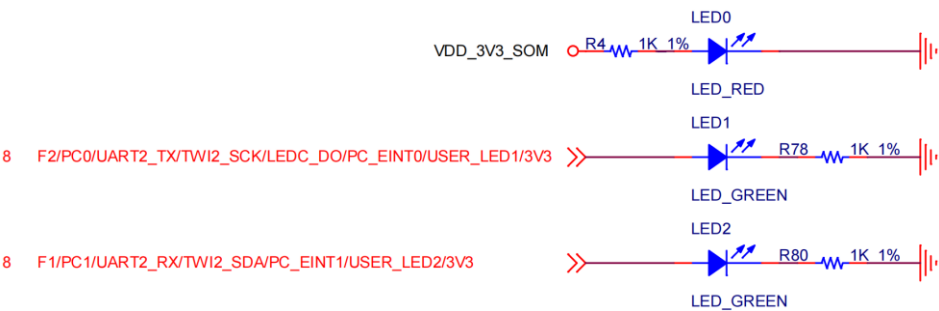 LED0
VDD_3V3_SOM R4 1K_1%
LED_RED
LED1
8 F2/PC0/UART2_TX/TWI2_SCK/LEDC_DO/PC_EINT0/USER_LED1/3V3 R78 1K_1%
LED_GREEN
LED2
8 F1/PC1/UART2_RX/TWI2_SDA/PC_EINT1/USER_LED2/3V3 R80 1K_1%
LED_GREEN